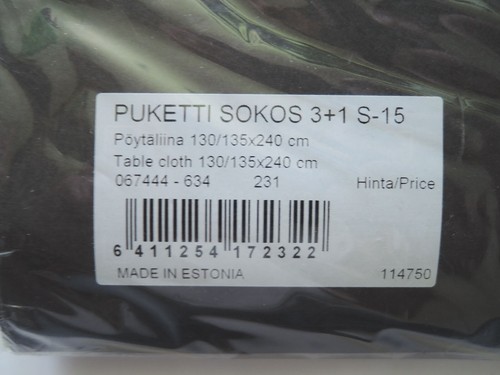 PUKETTI SOKOS 3+1 S-15
Pöytäliina 130/135x240 cm
Table cloth 130/135x240 cm
067444 - 634 231 Hinta/Price
6 411254 172322
MADE IN ESTONIA 114750